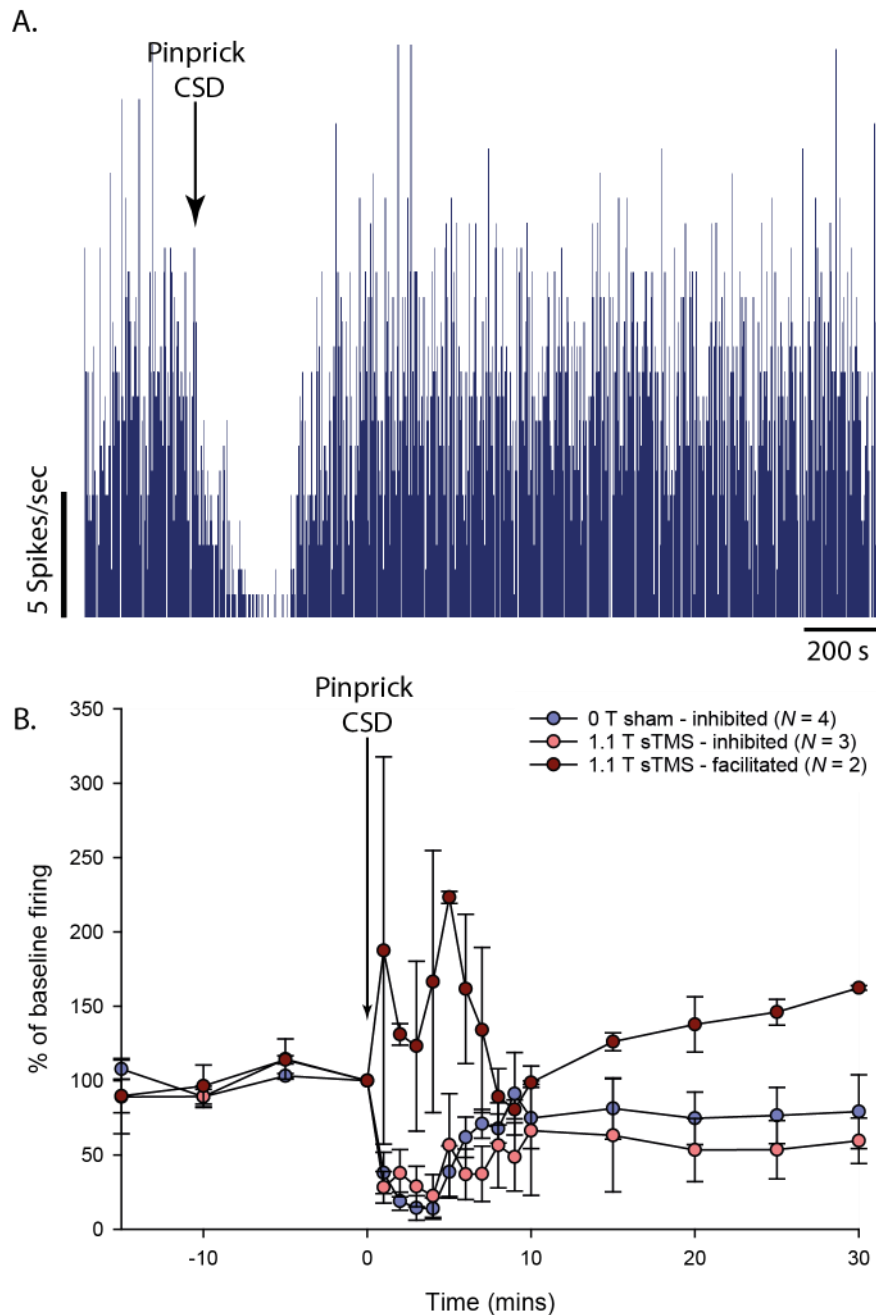 A.
Pinprick
CSD
5 Spikes/sec
200 s
B.
Pinprick
CSD
0 T sham - inhibited (N = 4)
1.1 T sTMS - inhibited (N = 3)
1.1 T sTMS - facilitated (N = 2)
% of baseline firing
350
300
250
200
150
100
50
0
-10
0
10
20
30
Time (mins)